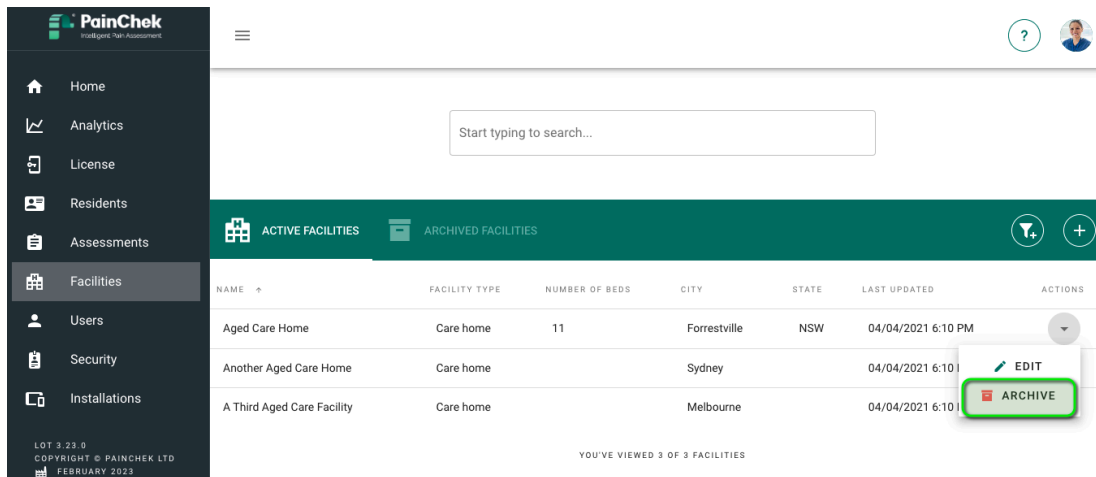 PainChek
Intelligent Pain Assessment
?
Home
Analytics
License
Residents
Assessments
Facilities
Users
Security
Installations
LOT 3.23.0
COPYRIGHT © PAINCHEK LTD
FEBRUARY 2023
Start typing to search...
ACTIVE FACILITIES ARCHIVED FACILITIES
NAME FACILITY TYPE NUMBER OF BEDS CITY STATE LAST UPDATED ACTIONS
Aged Care Home Care home 11 Forrestville NSW 04/04/2021 6:10 PM
Another Aged Care Home Care home Sydney 04/04/2021 6:10
A Third Aged Care Facility Care home Melbourne 04/04/2021 6:10
EDIT
ARCHIVE
YOU'VE VIEWED 3 OF 3 FACILITIES